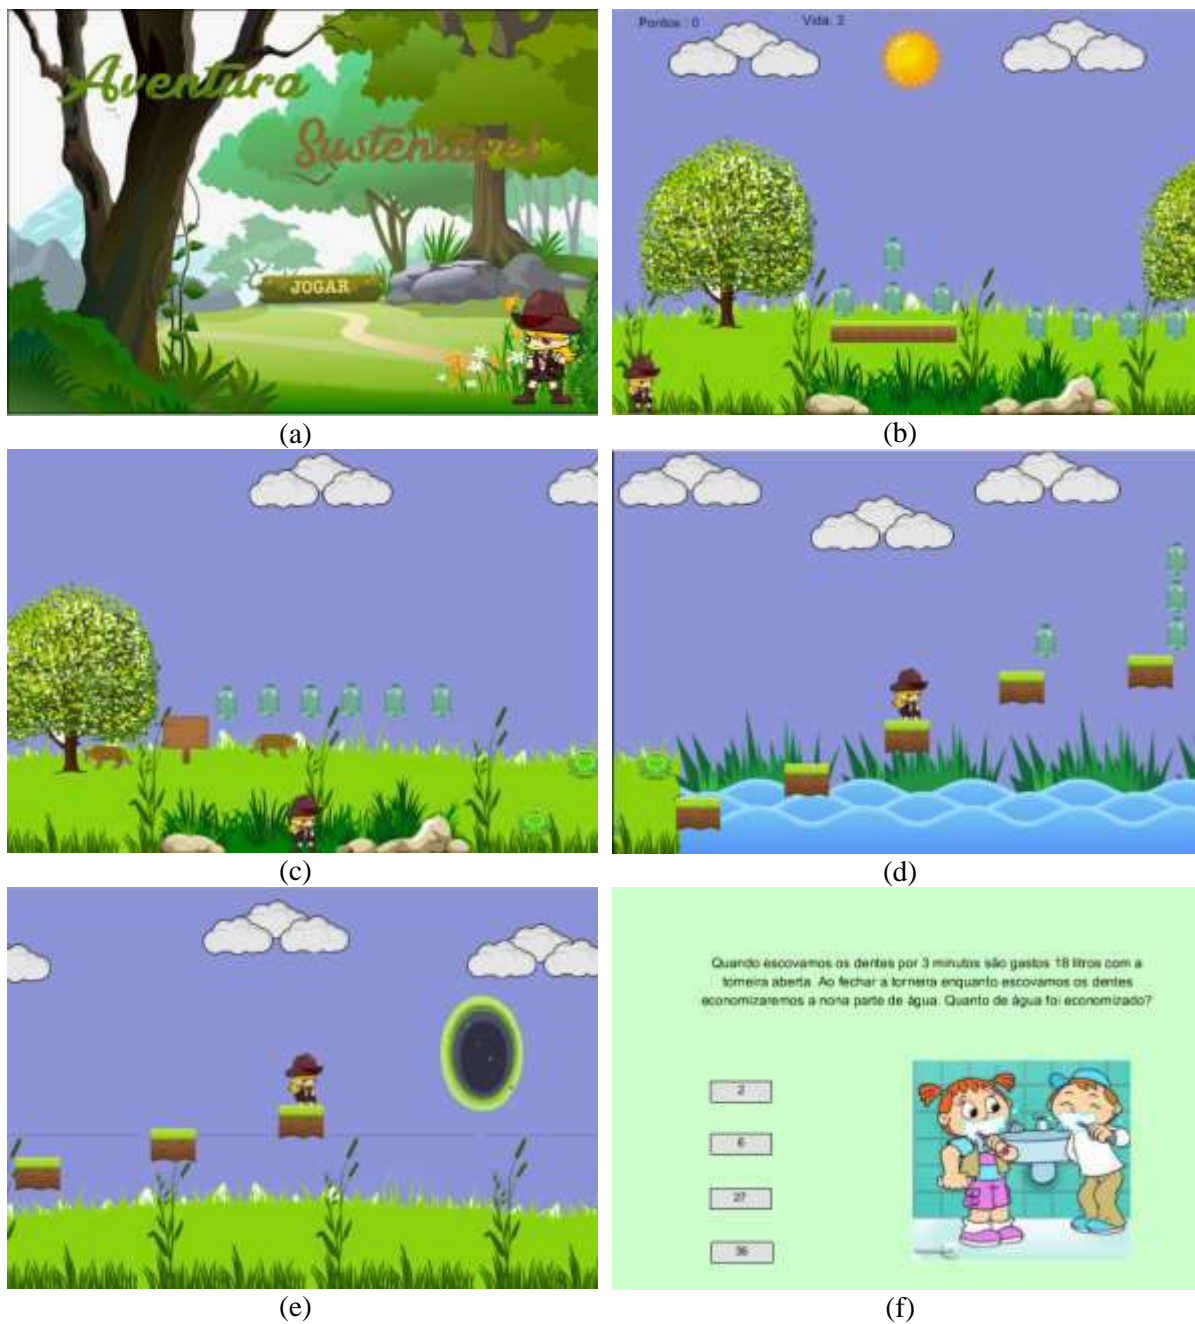 Aventura
Sustentável
JOGAR
(a)
Pontos : 0 Vida: 3
(b)
(c)
(d)
(e)
Quando escovamos os dentes por 3 minutos são gastos 18 litros com a
torneira aberta. Ao fechar a torneira enquanto escovamos os dentes
economizaremos a nona parte de água. Quanto de água foi economizado?
2
6
27
36
(f)